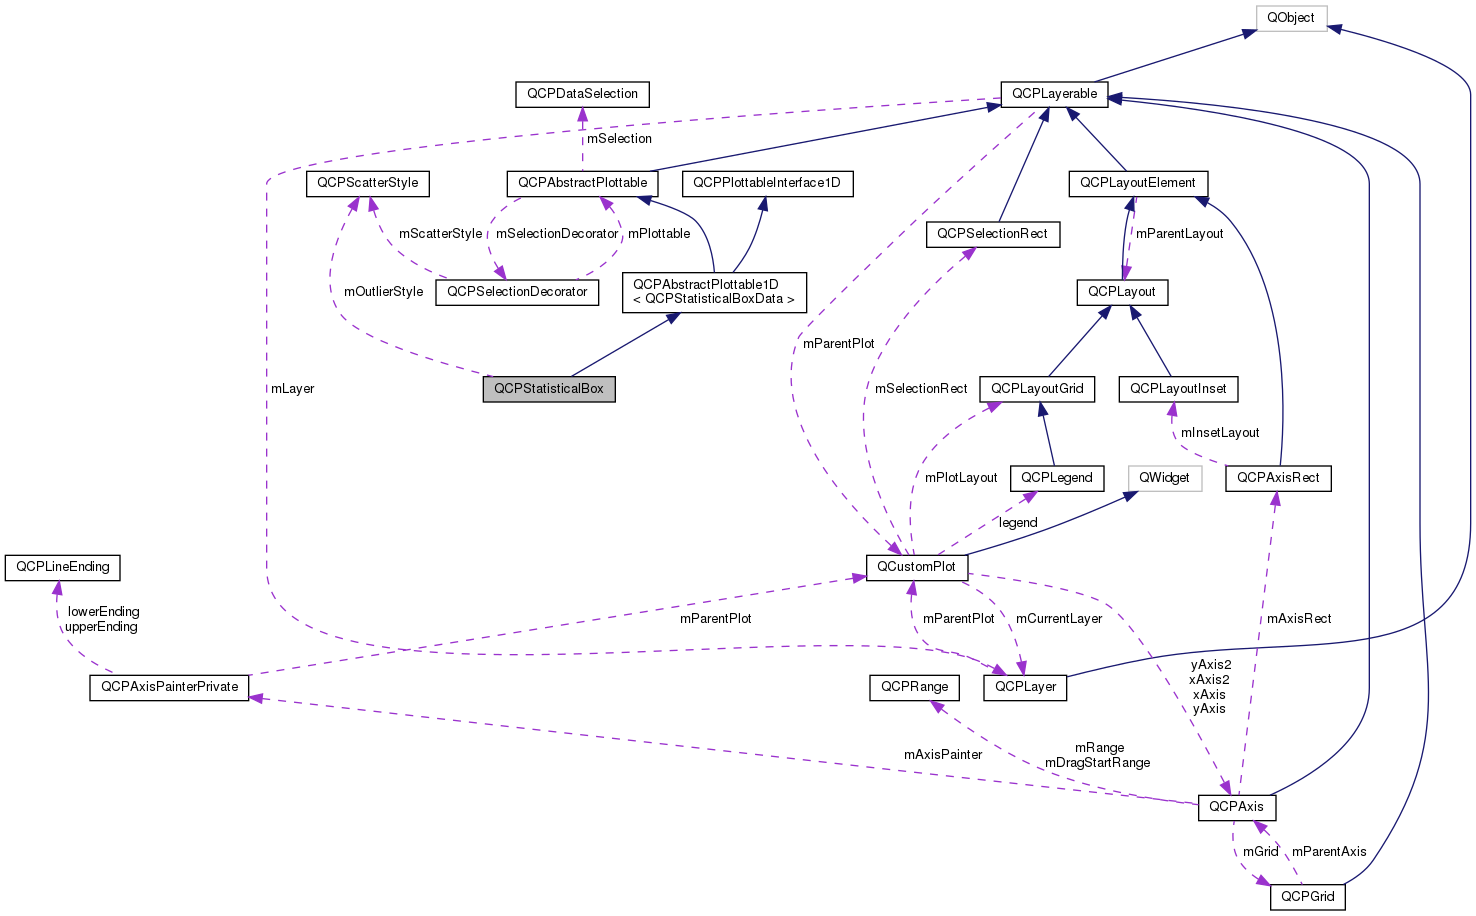 QObject
QCPDataSelection
QCPLayerable
mSelection
QCPScatterStyle
QCPAbstractPlottable
QCPPlottableInterface1D
QCPLayoutElement
mScatterStyle
mSelectionDecorator
mPlottable
QCPSelectionRect
mParentLayout
mOutlierStyle
QCPSelectionDecorator
QCPAbstractPlottable1D
< QCPStatisticalBoxData >
QCPLayout
mParentPlot
mLayer
QCPStatisticalBox
mSelectionRect
QCPLayoutGrid
QCPLayoutInset
mInsetLayout
mPlotLayout
QCPLegend
QWidget
QCPAxisRect
legend
QCPLineEnding
QCustomPlot
lowerEnding
upperEnding
mParentPlot
mParentPlot
mCurrentLayer
mAxisRect
yAxis2
xAxis2
xAxis
yAxis
QCPAxisPainterPrivate
QCPRange
QCPLayer
mAxisPainter
mRange
mDragStartRange
QCPAxis
mGrid
mParentAxis
QCPGrid